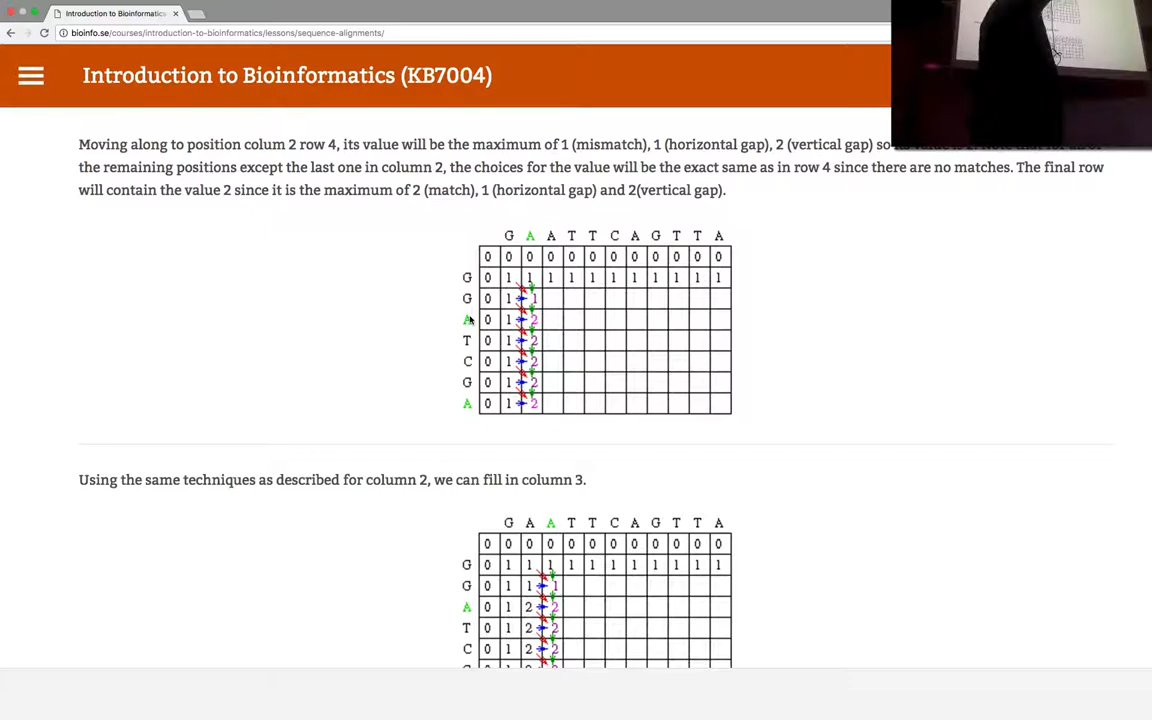 Introduction to Bioinformatics
bioinfo.se/courses/introduction-to-bioinformatics/lessons/sequence-alignments/
Introduction to Bioinformatics (KB7004)
Moving along to position colum 2 row 4, its value will be the maximum of 1 (mismatch), 1 (horizontal gap), 2 (vertical gap) so
the remaining positions except the last one in column 2, the choices for the value will be the exact same as in row 4 since there are no matches. The final row
will contain the value 2 since it is the maximum of 2 (match), 1 (horizontal gap) and 2(vertical gap).
G A A T T C A G T T A
0 0 0 0 0 0 0 0 0 0 0 0
G 0 1 1 1 1 1 1 1 1 1 1 1
G 0 1 1
A 0 1 2
T 0 1 2
C 0 1 2
G 0 1 2
A 0 1 2
Using the same techniques as described for column 2, we can fill in column 3.
G A A T T C A G T T A
0 0 0 0 0 0 0 0 0 0 0 0
G 0 1 1 1 1 1 1 1 1 1 1 1
G 0 1 1 1
A 0 1 2 2
T 0 1 2 2
C 0 1 2 2